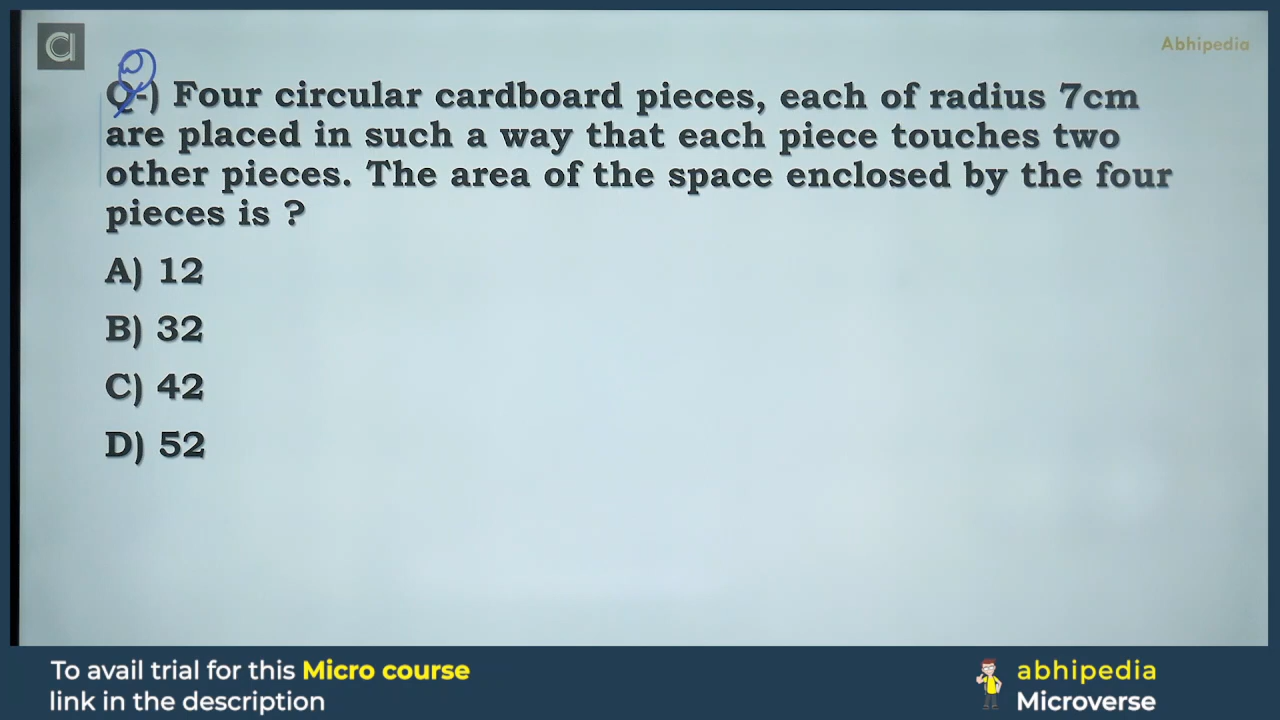 Abhipedia
Q-) Four circular cardboard pieces, each of radius 7cm
are placed in such a way that each piece touches two
other pieces. The area of the space enclosed by the four
pieces is ?
A) 12
B) 32
C) 42
D) 52
To avail trial for this Micro course
link in the description
abhipedia
Microverse